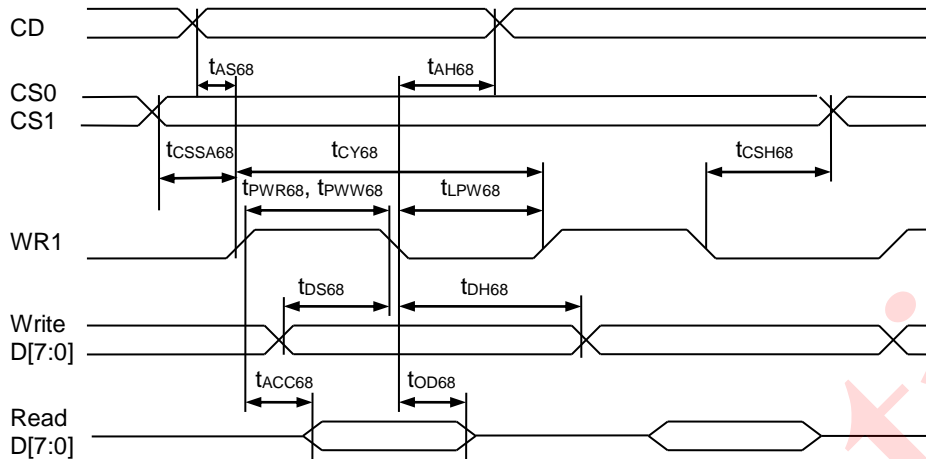 CD
tAS68
tAH68
CS0
CS1
tCSSA68
tCY68
tCSH68
tPWR68, tPWW68
tLPW68
WR1
tDS68
tDH68
Write
D[7:0]
tACC68
tOD68
Read
D[7:0]